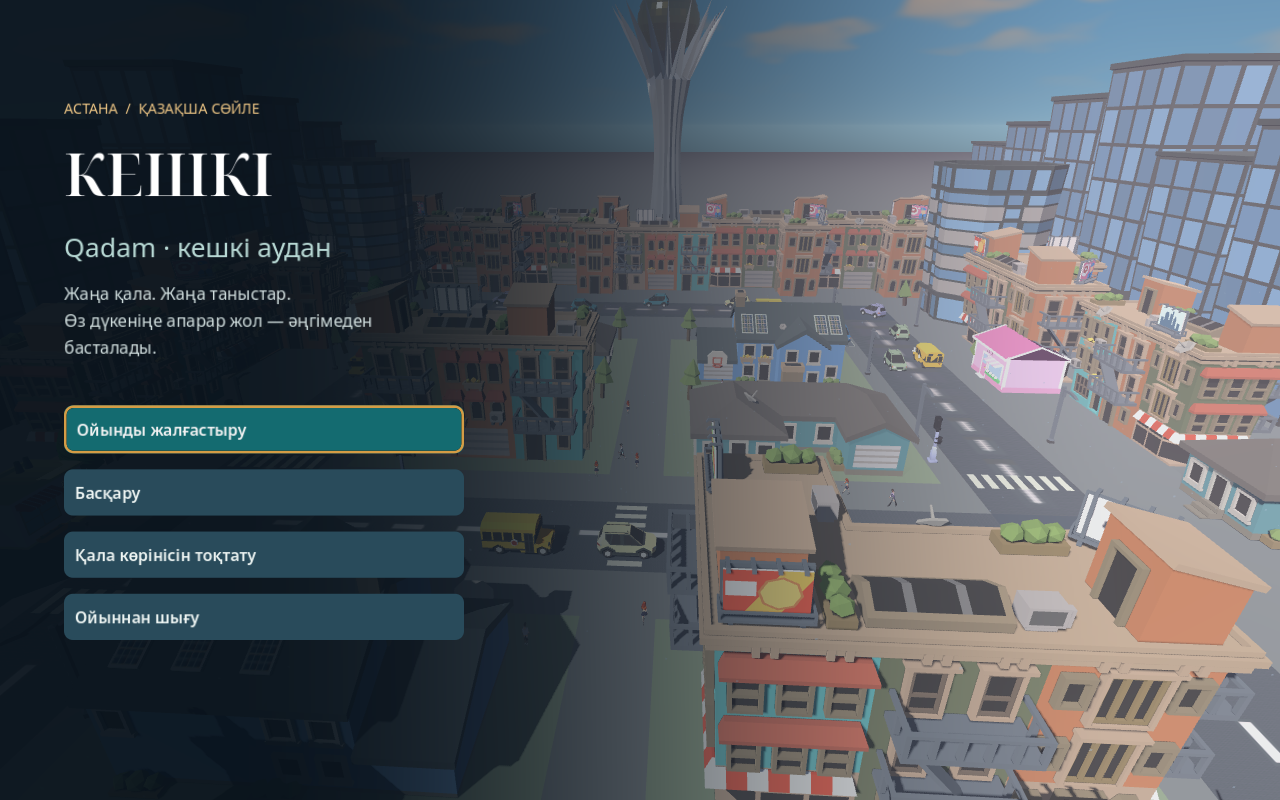 АСТАНА / ҚАЗАҚША СӨЙЛЕ
КЕШКІ
Qadam · кешкі аудан
Жаңа қала. Жаңа таныстар.
Өз дүкеніңе апарар жол — әңгімеден
басталады.
Ойынды жалғастыру
Басқару
Қала көрінісін тоқтату
Ойыннан шығу